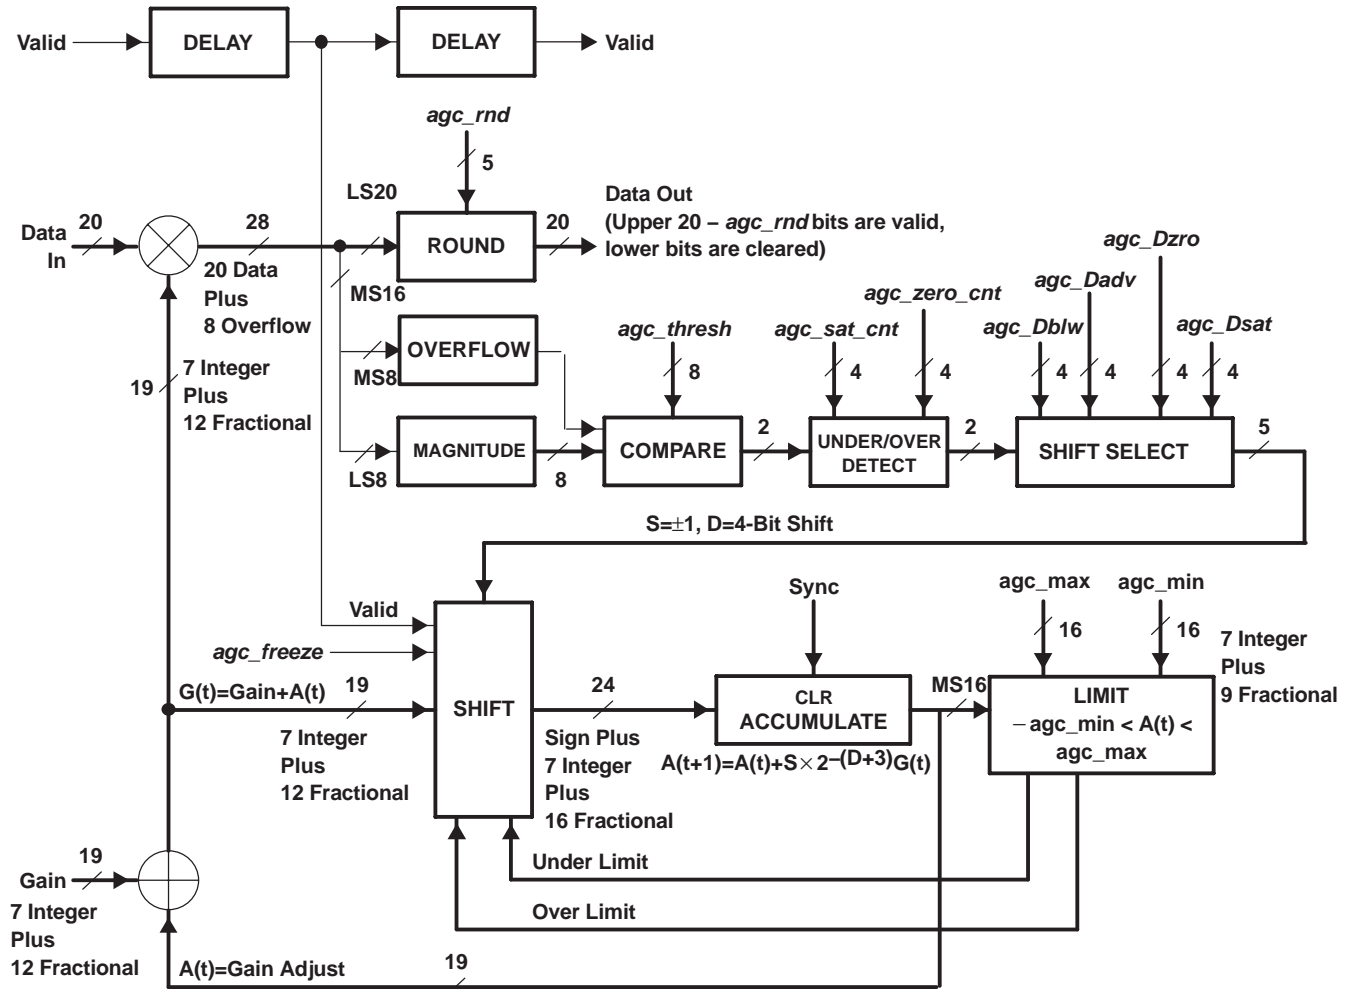 Valid
DELAY
DELAY
Valid
agc_rnd
5
LS20
Data Out
(Upper 20 – agc_rnd bits are valid,
lower bits are cleared)
Data
In
20
28
ROUND
20
20 Data
Plus
8 Overflow
MS16
agc_Dzro
agc_Dadv
agc_zero_cnt
agc_thresh
agc_sat_cnt
agc_Dblw
agc_Dsat
OVERFLOW
MS8
8
4
4
4
4
4
4
19
7 Integer
Plus
12 Fractional
MAGNITUDE
LS8
8
COMPARE
2
UNDER/OVER
DETECT
2
SHIFT SELECT
5
S=±1, D=4-Bit Shift
Valid
agc_freeze
Sync
agc_max
agc_min
16
16
7 Integer
Plus
9 Fractional
G(t)=Gain+A(t)
19
7 Integer
Plus
12 Fractional
SHIFT
24
Sign Plus
7 Integer
Plus
16 Fractional
CLR
ACCUMULATE
A(t+1)=A(t)+S×2–(D+3)G(t)
MS16
LIMIT
–agc_min < A(t) <
agc_max
Under Limit
Over Limit
Gain
19
7 Integer
Plus
12 Fractional
A(t)=Gain Adjust
19